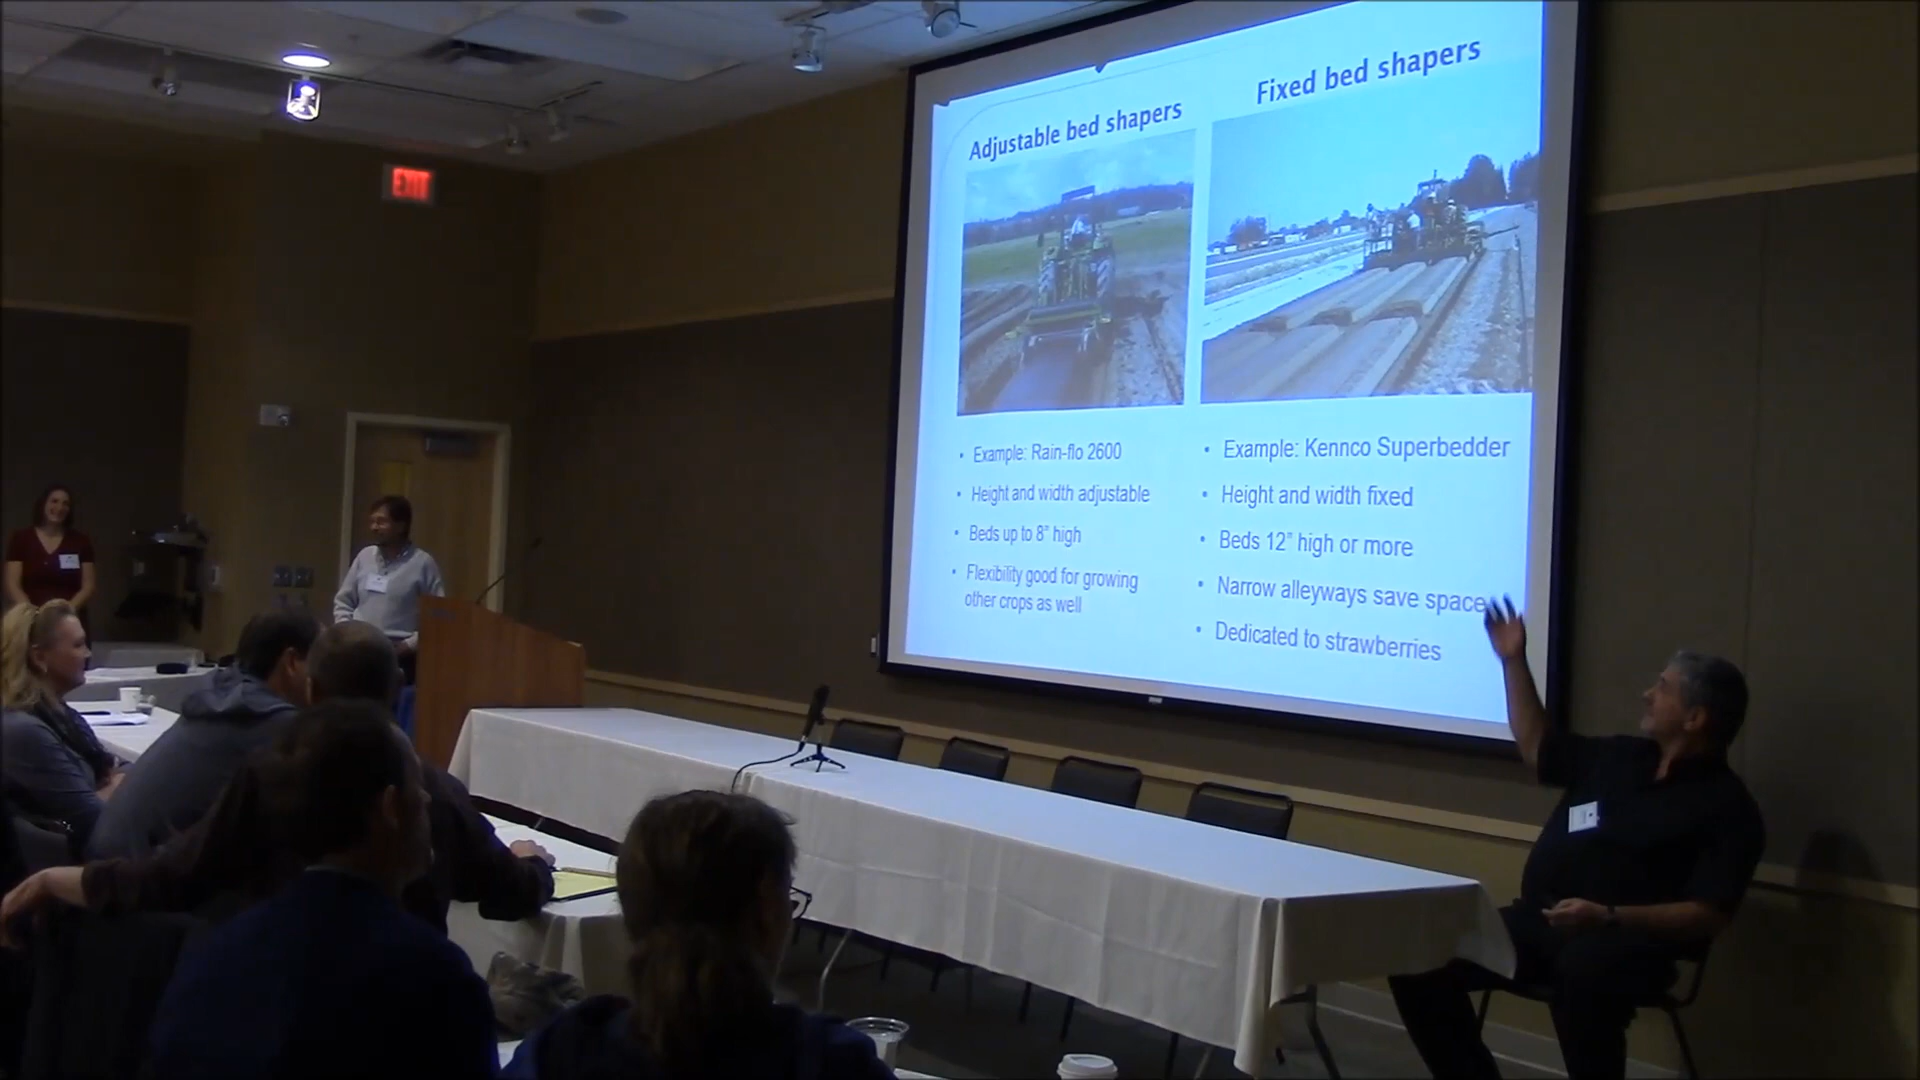 EXIT
Adjustable bed shapers
Fixed bed shapers
• Example: Rain-flo 2600
• Height and width adjustable
• Beds up to 8" high
• Flexibility good for growing
other crops as well
• Example: Kennco Superbedder
• Height and width fixed
• Beds 12" high or more
• Narrow alleyways save space
• Dedicated to strawberries